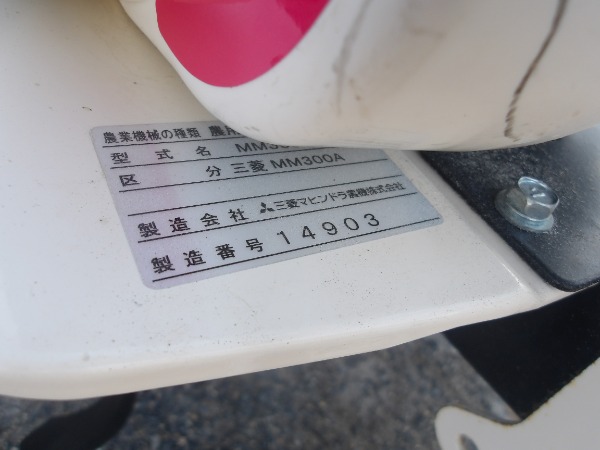 農業機械の種類 農用
型式名 MM300
区分 三菱 MM300A
製造会社 三菱マヒンドラ農機株式会社
製造番号 14903